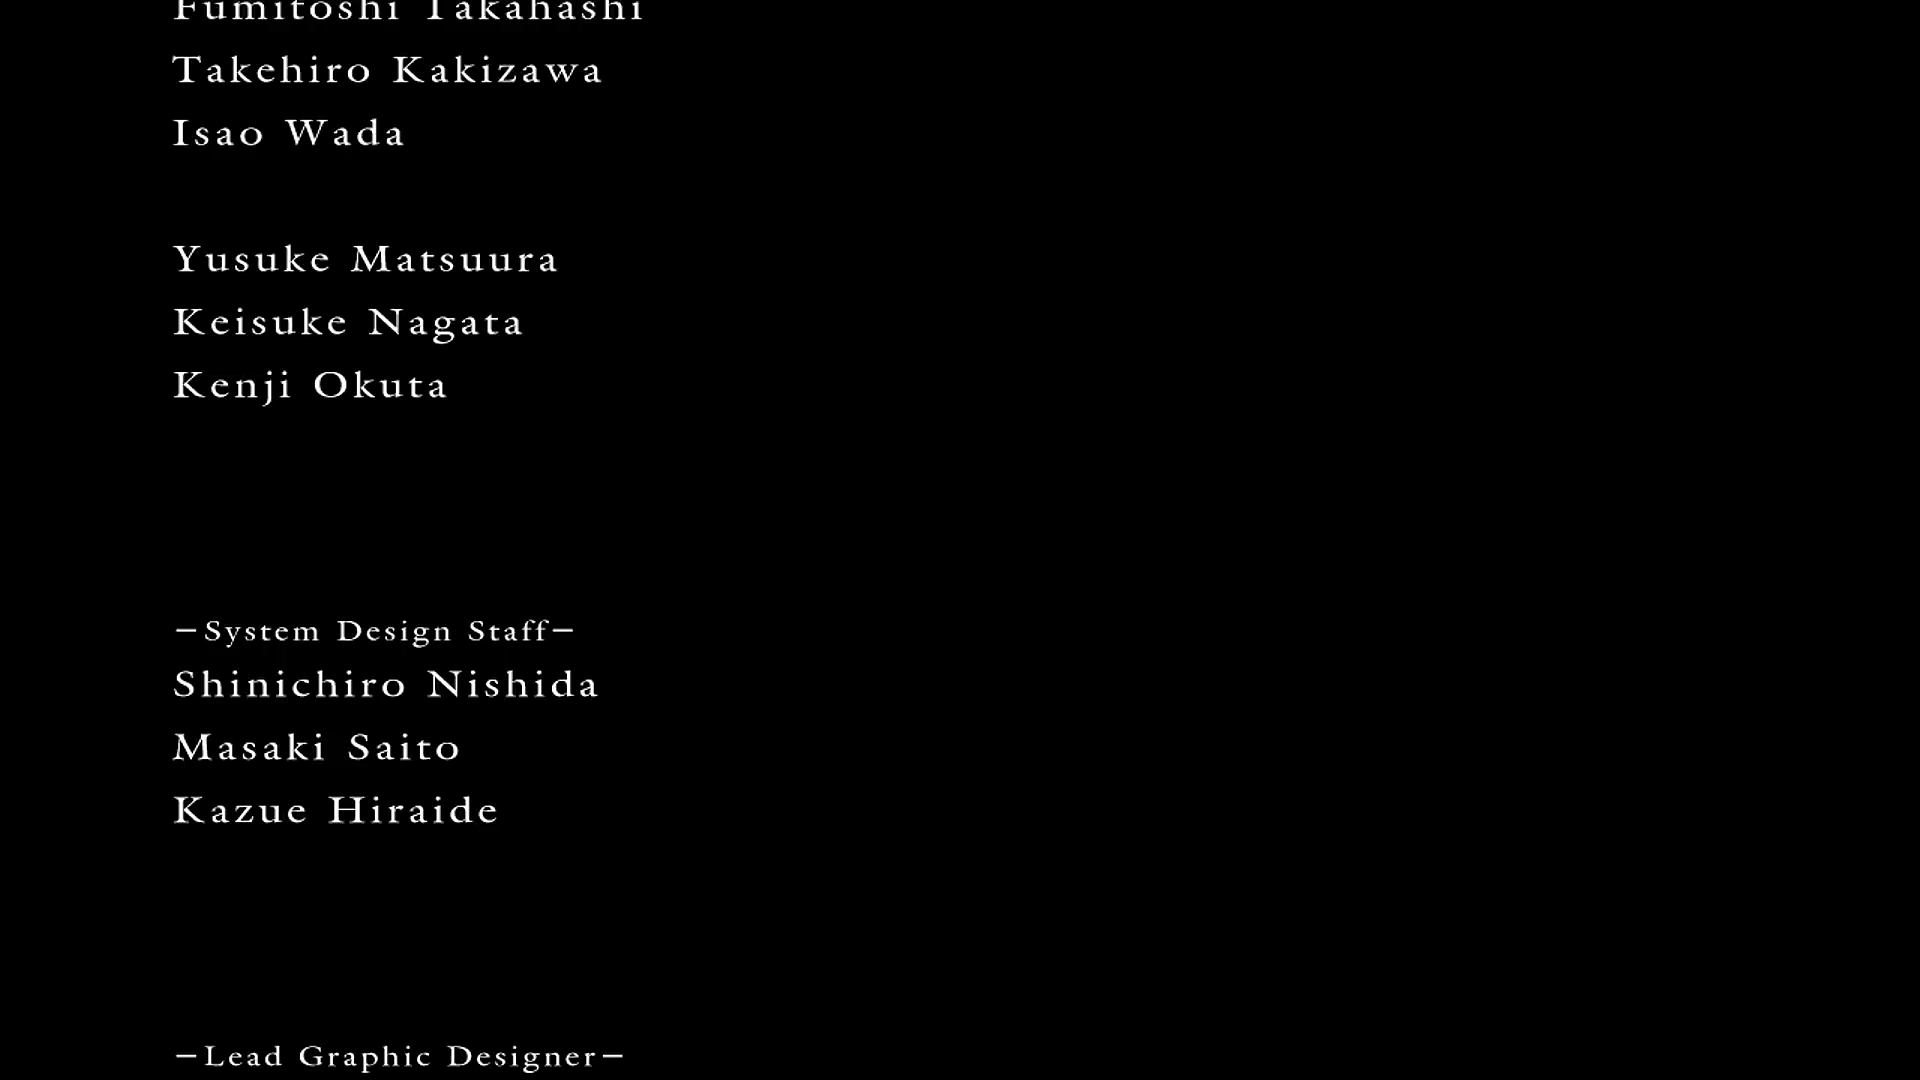 Fumitoshi Takahashi
Takehiro Kakizawa
Isao Wada
Yusuke Matsuura
Keisuke Nagata
Kenji Okuta
—System Design Staff—
Shinichiro Nishida
Masaki Saito
Kazue Hiraide
—Lead Graphic Designer—